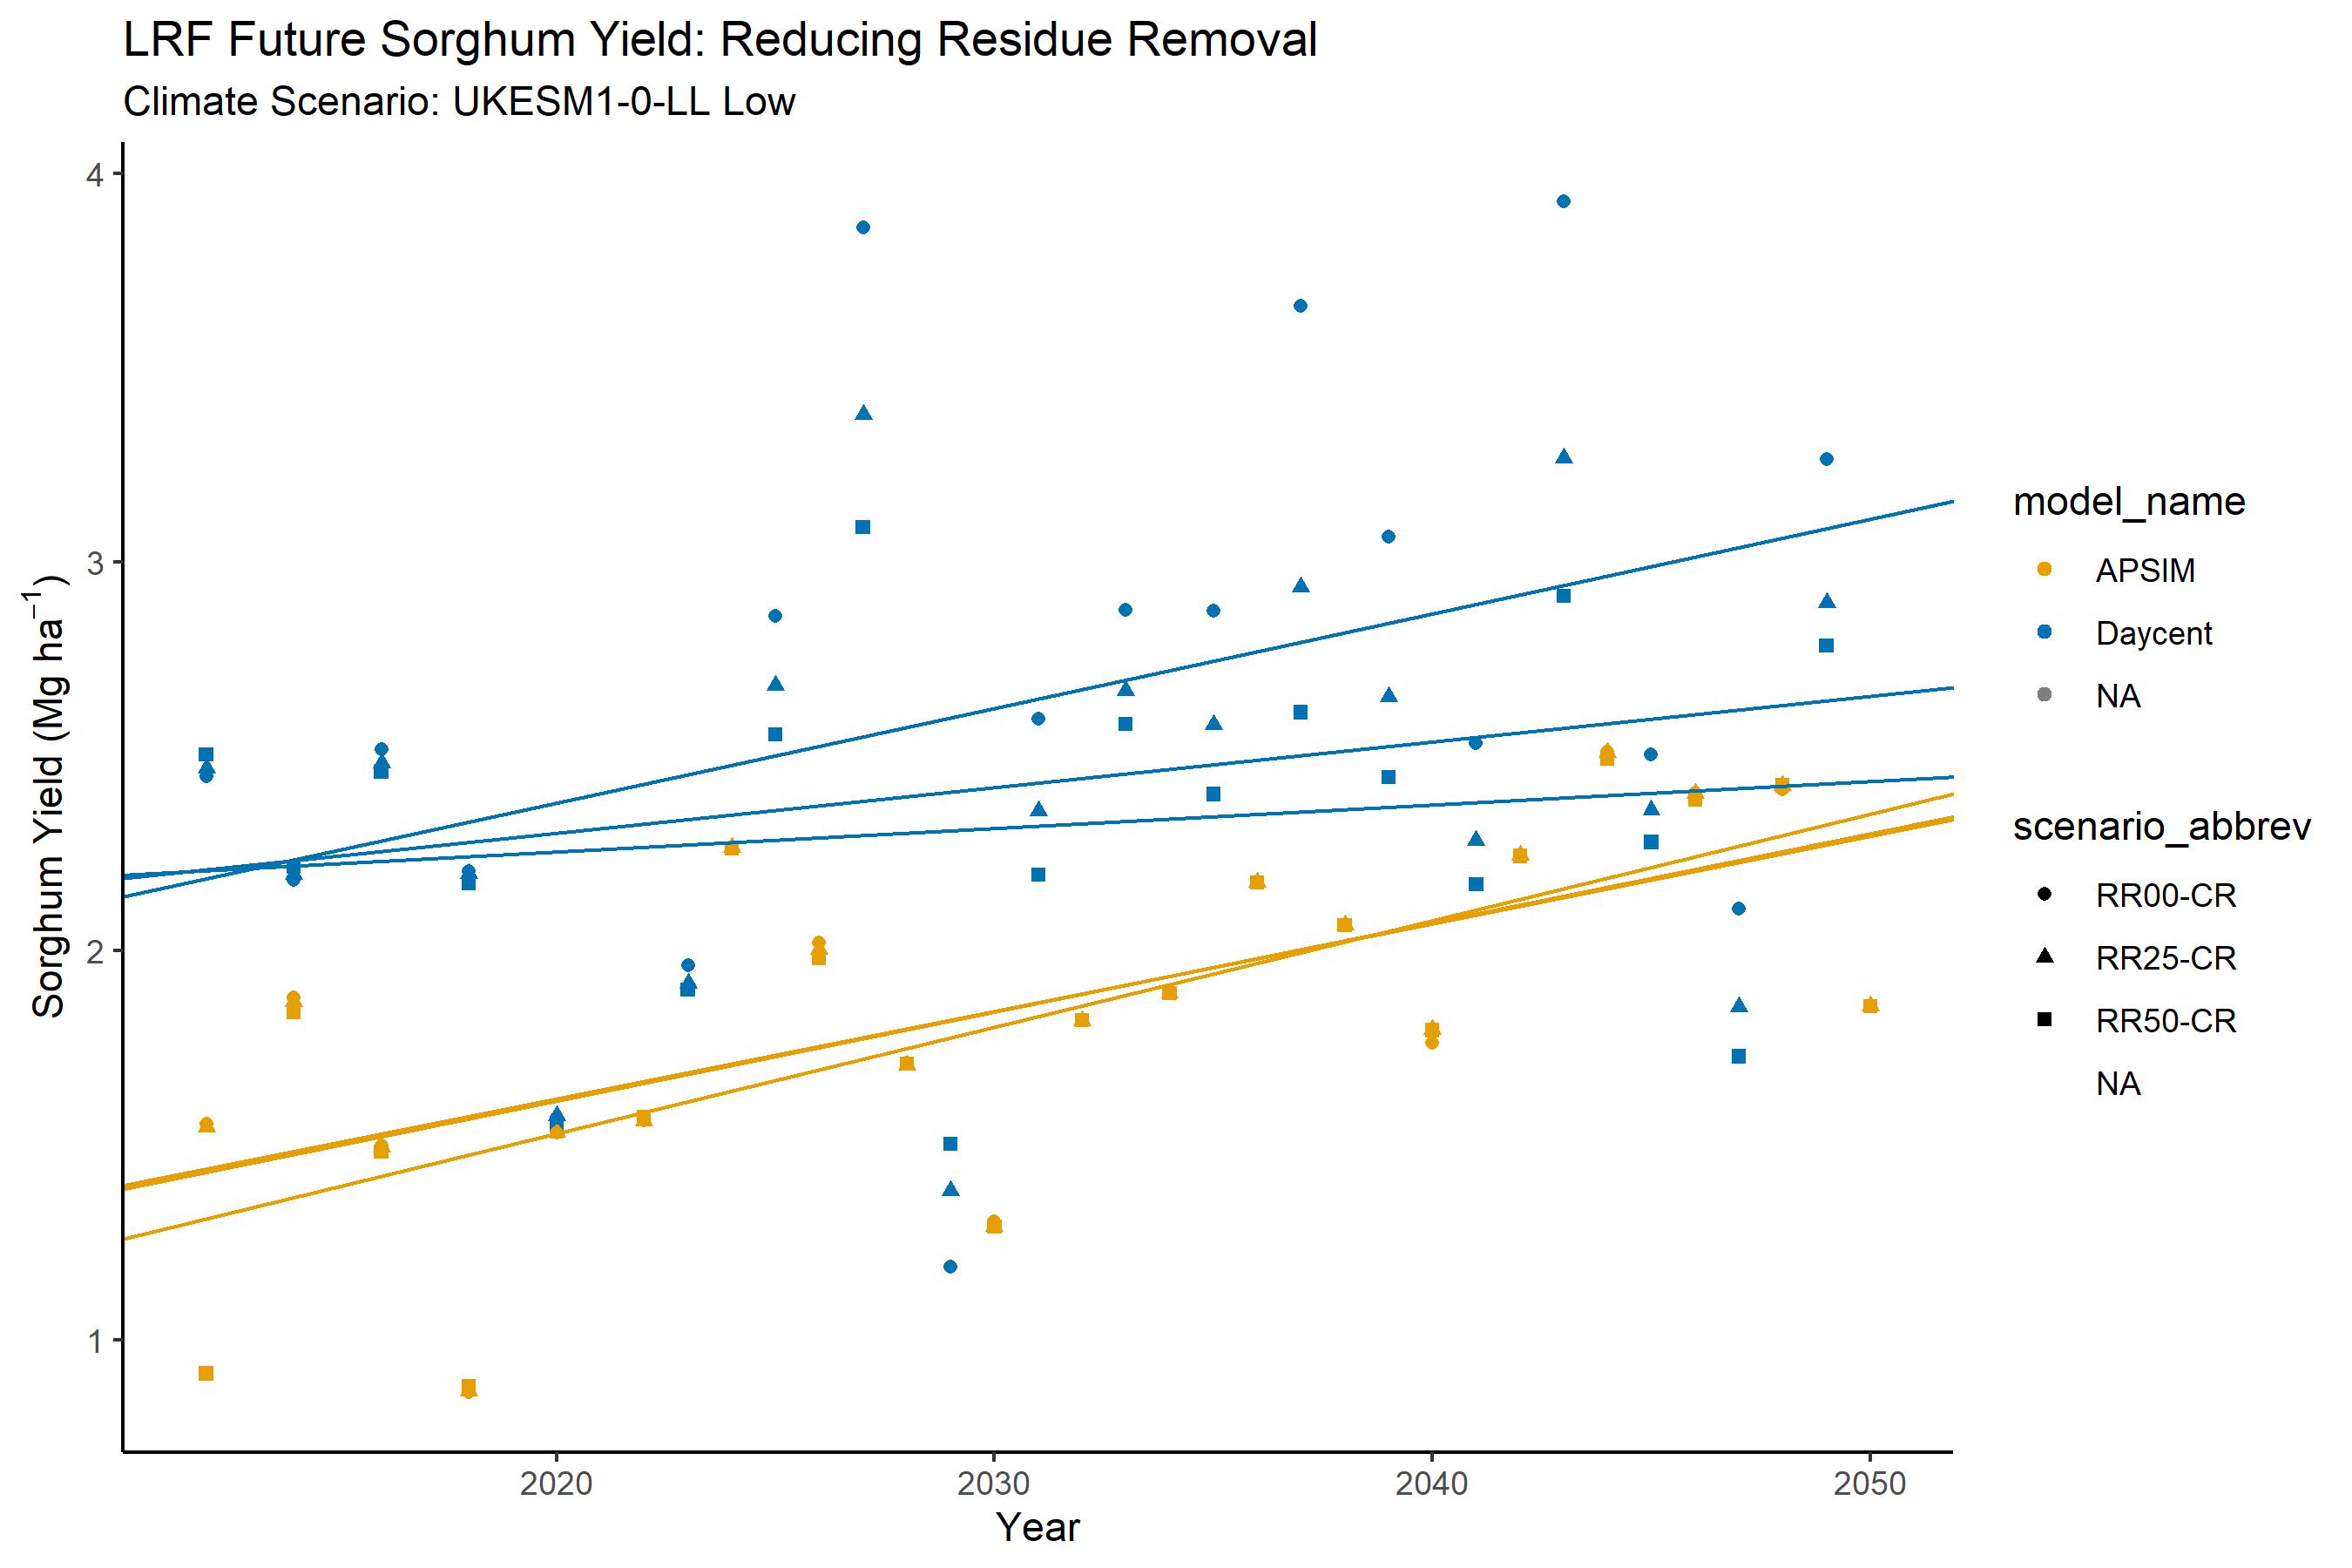 LRF Future Sorghum Yield: Reducing Residue Removal
Climate Scenario: UKESM1-0-LL Low
Sorghum Yield (Mg ha⁻¹)
4
3
2
1
2020
2030
2040
2050
Year
model_name
APSIM
Daycent
NA
scenario_abbrev
RR00-CR
RR25-CR
RR50-CR
NA